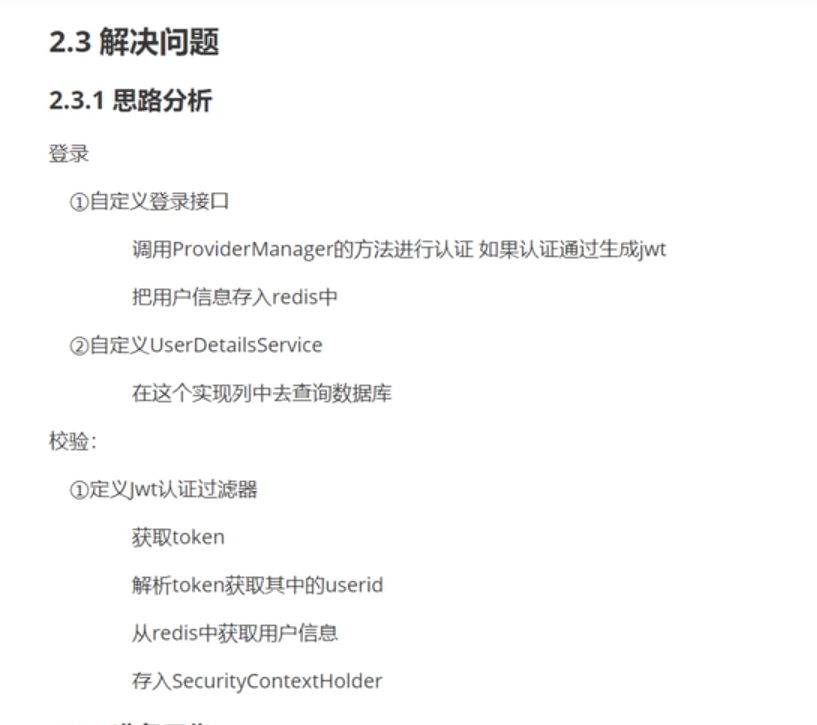 2.3 解决问题
2.3.1 思路分析
登录
①自定义登录接口
调用ProviderManager的方法进行认证 如果认证通过生成jwt
把用户信息存入redis中
②自定义UserDetailsService
在这个实现列中去查询数据库
校验：
①定义Jwt认证过滤器
获取token
解析token获取其中的userid
从redis中获取用户信息
存入SecurityContextHolder